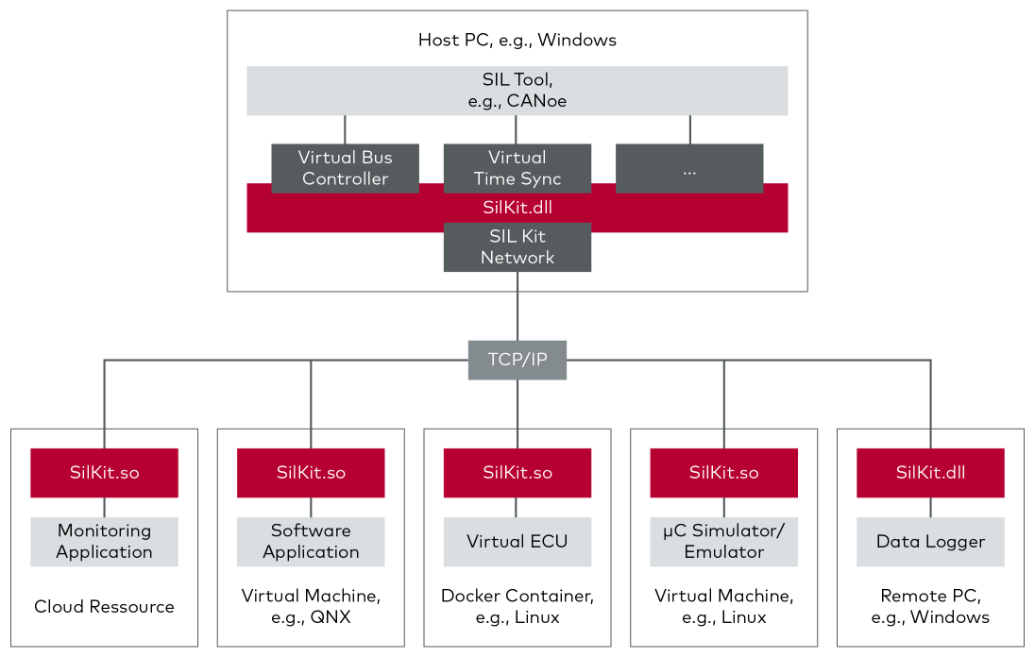 Host PC, e.g., Windows
SIL Tool,
e.g., CANoe
Virtual Bus
Controller
Virtual
Time Sync
...
SilKit.dll
SIL Kit
Network
TCP/IP
SilKit.so
Monitoring
Application
Cloud Ressource
SilKit.so
Software
Application
Virtual Machine,
e.g., QNX
SilKit.so
Virtual ECU
Docker Container,
e.g., Linux
SilKit.so
µC Simulator/
Emulator
Virtual Machine,
e.g., Linux
SilKit.dll
Data Logger
Remote PC,
e.g., Windows